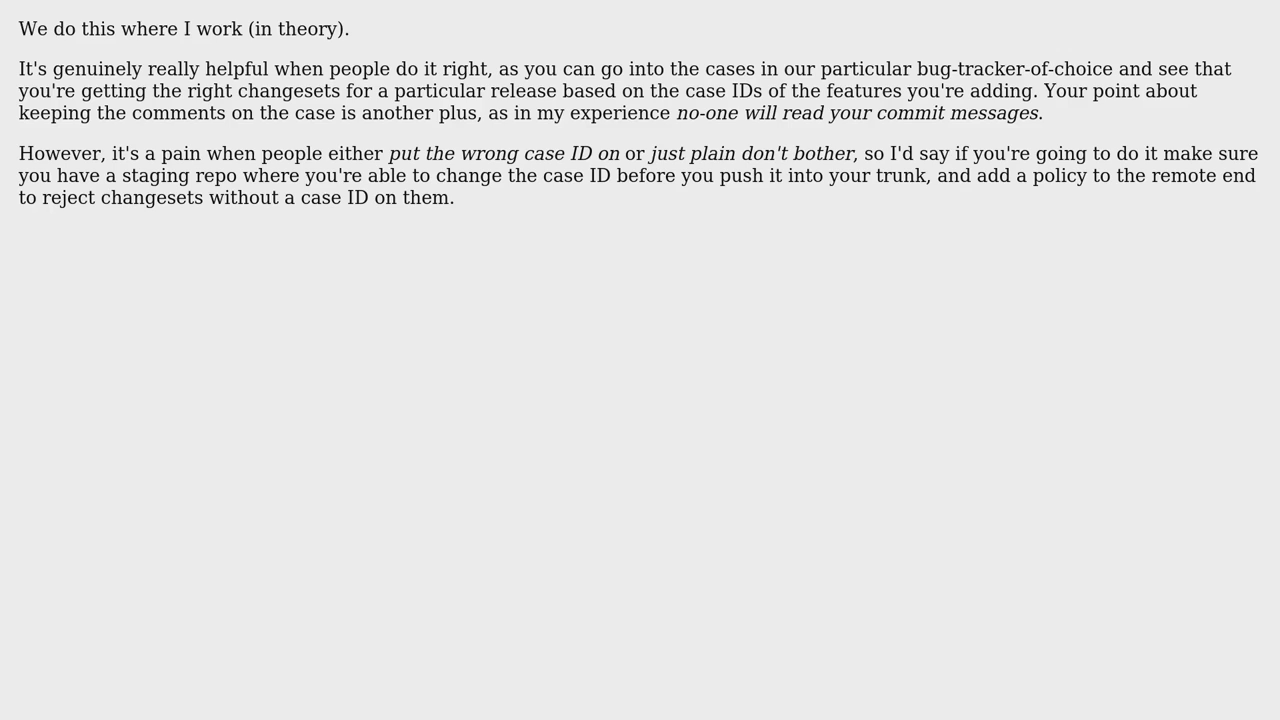 We do this where I work (in theory).
It's genuinely really helpful when people do it right, as you can go into the cases in our particular bug-tracker-of-choice and see that
you're getting the right changesets for a particular release based on the case IDs of the features you're adding. Your point about
keeping the comments on the case is another plus, as in my experience no-one will read your commit messages.
However, it's a pain when people either put the wrong case ID on or just plain don't bother, so I'd say if you're going to do it make sure
you have a staging repo where you're able to change the case ID before you push it into your trunk, and add a policy to the remote end
to reject changesets without a case ID on them.